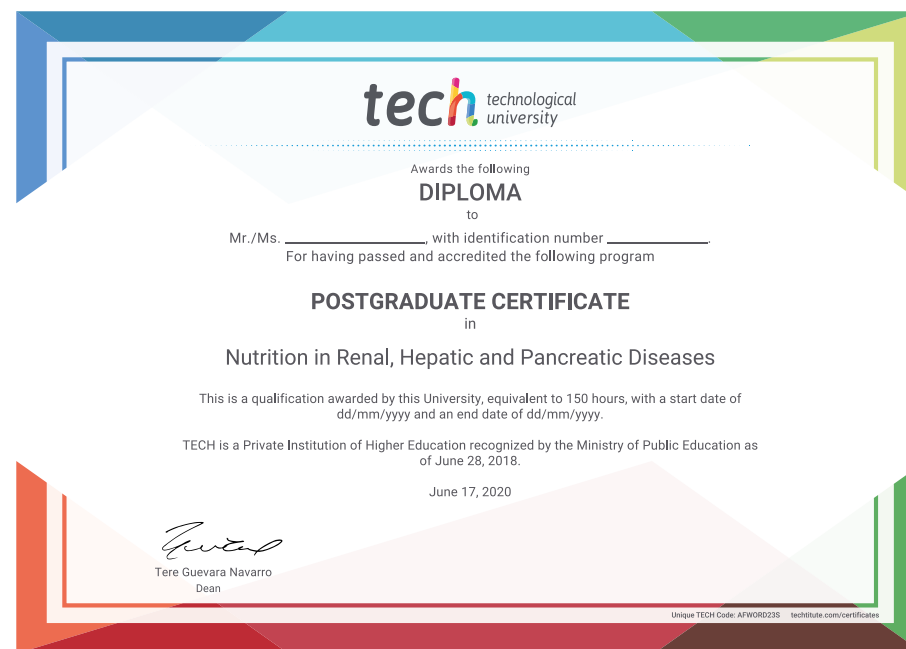 tech technological
university
Awards the following
DIPLOMA
to
Mr./Ms. ____________________, with identification number ______________.
For having passed and accredited the following program
POSTGRADUATE CERTIFICATE
in
Nutrition in Renal, Hepatic and Pancreatic Diseases
This is a qualification awarded by this University, equivalent to 150 hours, with a start date of
dd/mm/yyyy and an end date of dd/mm/yyyy.
TECH is a Private Institution of Higher Education recognized by the Ministry of Public Education as
of June 28, 2018.
June 17, 2020
Tere Guevara Navarro
Dean
Unique TECH Code: AFWORD23S techtitute.com/certificates